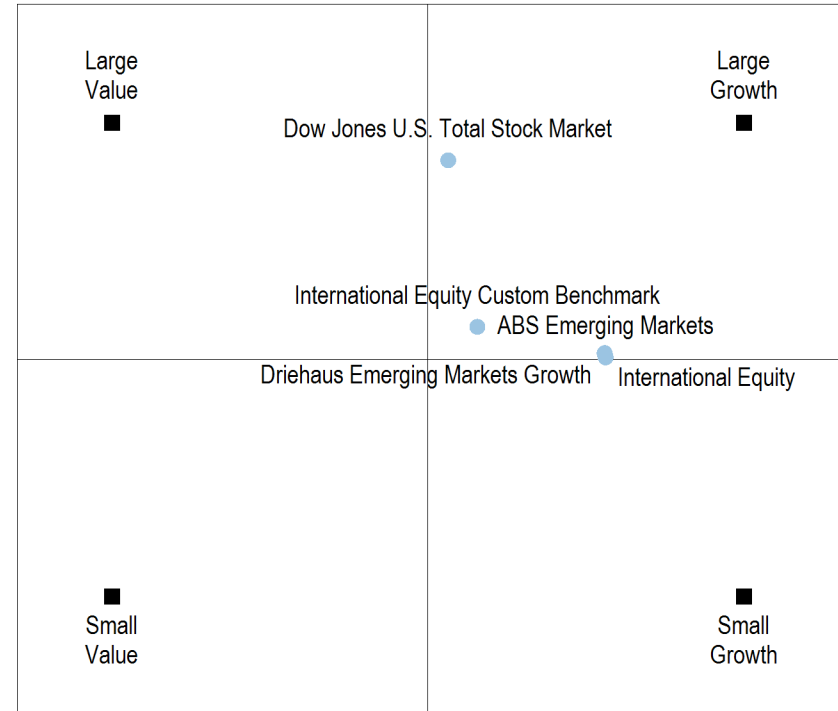 Large
Value
Large
Growth
Dow Jones U.S. Total Stock Market
International Equity Custom Benchmark
ABS Emerging Markets
Driehaus Emerging Markets Growth
International Equity
Small
Value
Small
Growth